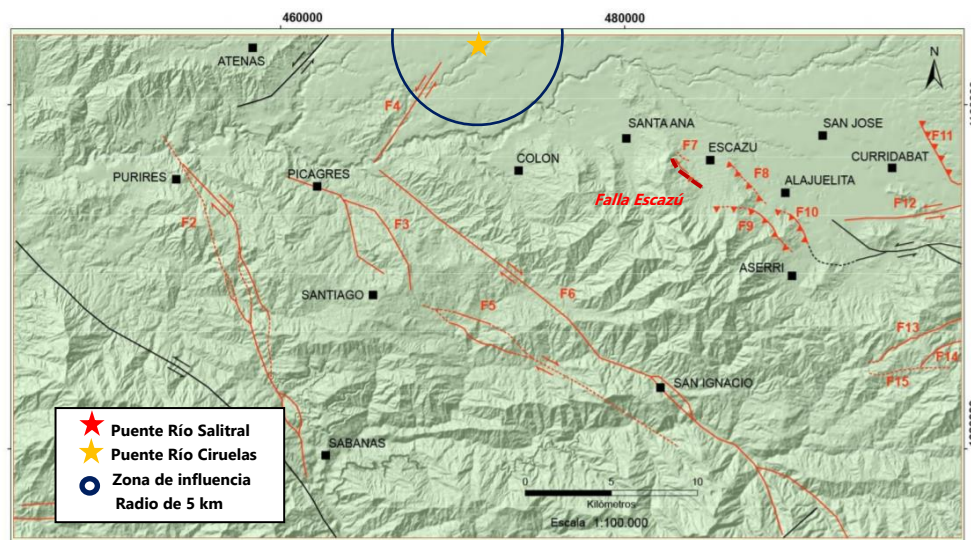 460000
480000
N
ATENAS
F4
SANTA ANA
SAN JOSE
F11
F7
COLON
ESCAZU
F8
CURRIDABAT
PURIRES
PICAGRES
ALAJUELITA
Falla Escazú
F12
F2
F3
F9
F10
ASERRI
SANTIAGO
F6
F5
F13
F14
F15
SAN IGNACIO
Puente Río Salitral
Puente Río Ciruelas
Zona de influencia
Radio de 5 km
SABANAS
0 5 10
Kilómetros
Escala 1:100.000